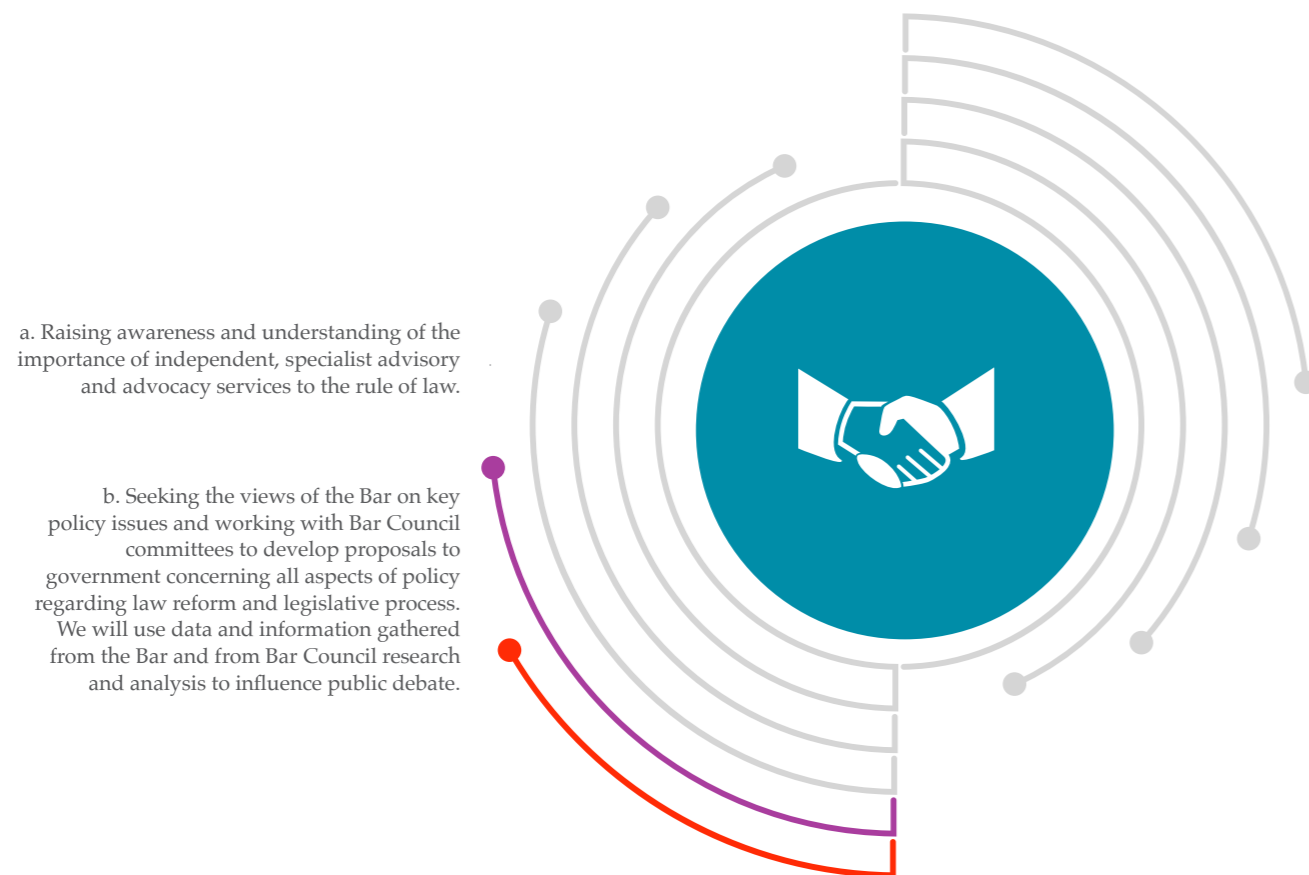 a. Raising awareness and understanding of the
importance of independent, specialist advisory
and advocacy services to the rule of law.
b. Seeking the views of the Bar on key
policy issues and working with Bar Council
committees to develop proposals to
government concerning all aspects of policy
regarding law reform and legislative process.
We will use data and information gathered
from the Bar and from Bar Council research
and analysis to influence public debate.